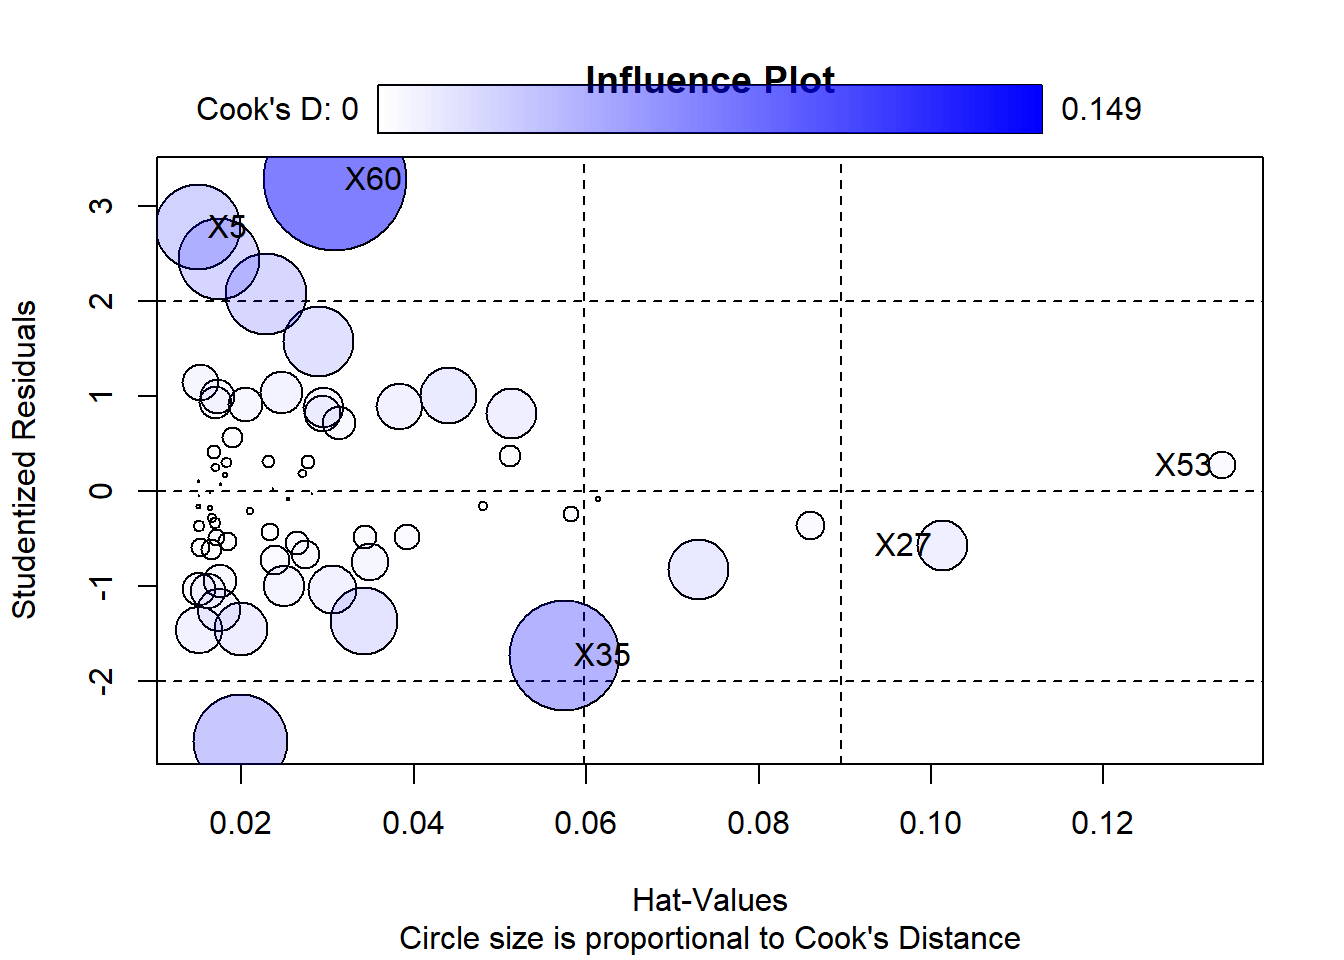 Influence Plot
Cook's D: 0
0.149
X60
X5
X53
X27
X35
Studentized Residuals
3
2
1
0
-1
-2
0.02 0.04 0.06 0.08 0.10 0.12
Hat-Values
Circle size is proportional to Cook's Distance